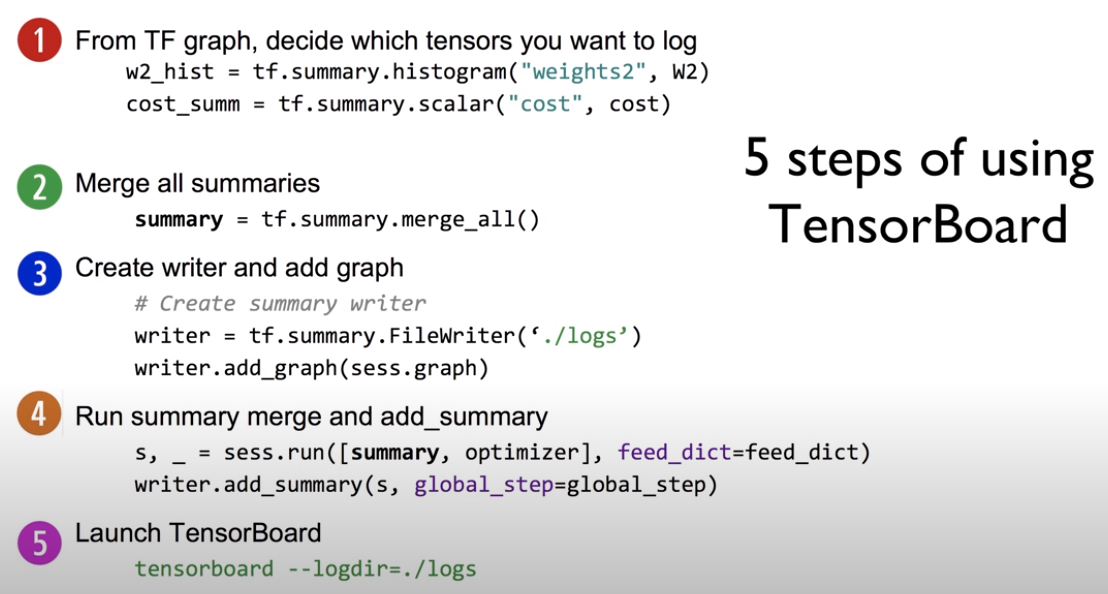 1 From TF graph, decide which tensors you want to log
w2_hist = tf.summary.histogram("weights2", W2)
cost_summ = tf.summary.scalar("cost", cost)
5 steps of using
TensorBoard
2 Merge all summaries
summary = tf.summary.merge_all()
3 Create writer and add graph
# Create summary writer
writer = tf.summary.FileWriter(‘./logs’)
writer.add_graph(sess.graph)
4 Run summary merge and add_summary
s, _ = sess.run([summary, optimizer], feed_dict=feed_dict)
writer.add_summary(s, global_step=global_step)
5 Launch TensorBoard
tensorboard --logdir=./logs